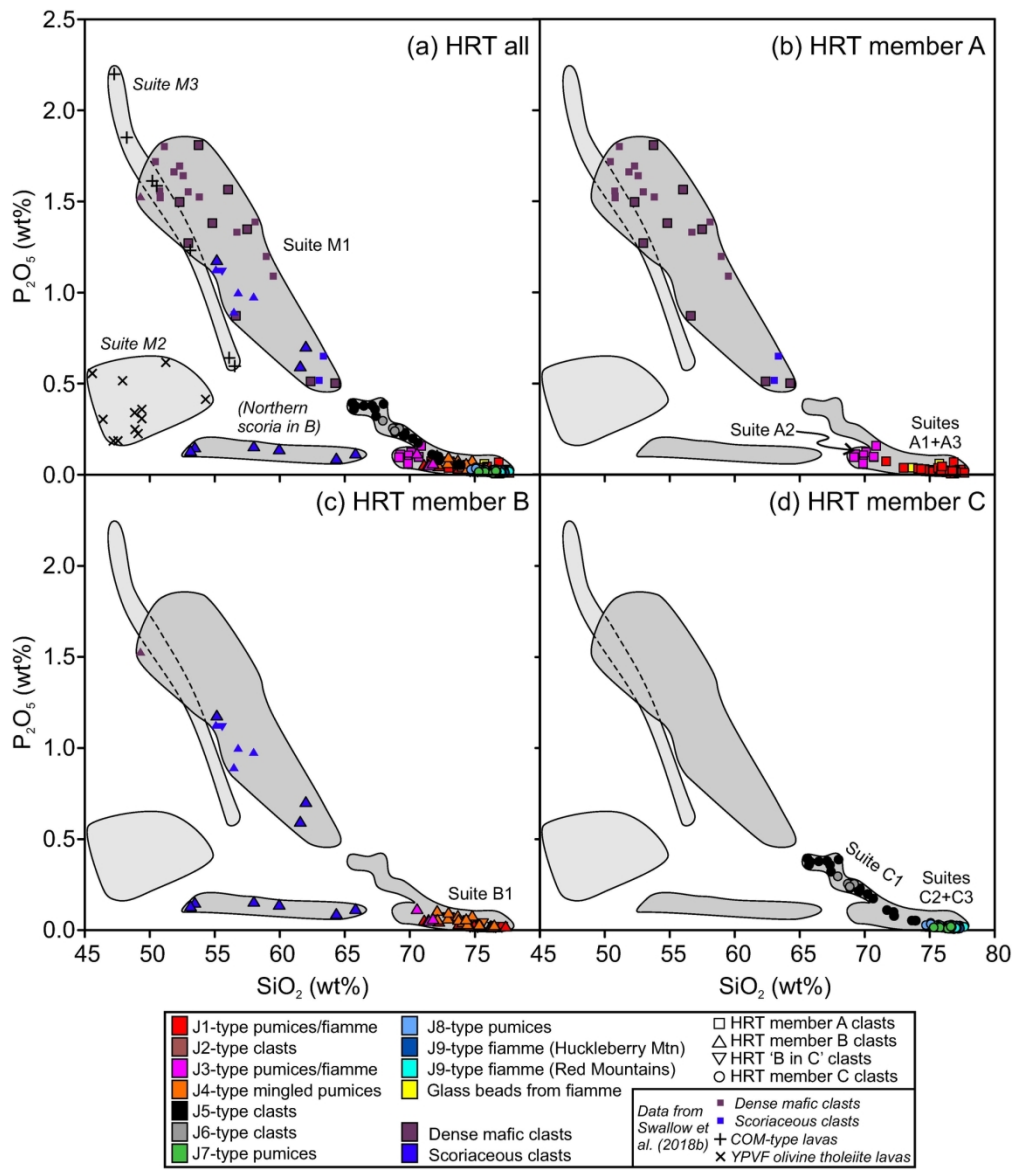 2.5
(a) HRT all
(b) HRT member A
Suite M3
2.0
1.5
P2O5 (wt%)
Suite M1
1.0
Suite M2
0.5
(Northern
scoria in B)
Suite A2
Suites
A1+A3
0.0
(c) HRT member B
(d) HRT member C
2.0
1.5
P2O5 (wt%)
1.0
0.5
Suite B1
Suite C1
Suites
C2+C3
0.0
45 50 55 60 65 70 75 50 55 60 65 70 75 80
SiO2 (wt%)
SiO2 (wt%)
J1-type pumices/fiamme
J2-type clasts
J3-type pumices/fiamme
J4-type mingled pumices
J5-type clasts
J6-type clasts
J7-type pumices
J8-type pumices
J9-type fiamme (Huckleberry Mtn)
J9-type fiamme (Red Mountains)
Glass beads from fiamme
Dense mafic clasts
Scoriaceous clasts
HRT member A clasts
HRT member B clasts
HRT 'B in C' clasts
HRT member C clasts
Data from
Swallow et
al. (2018b)
Dense mafic clasts
Scoriaceous clasts
COM-type lavas
YPVF olivine tholeiite lavas